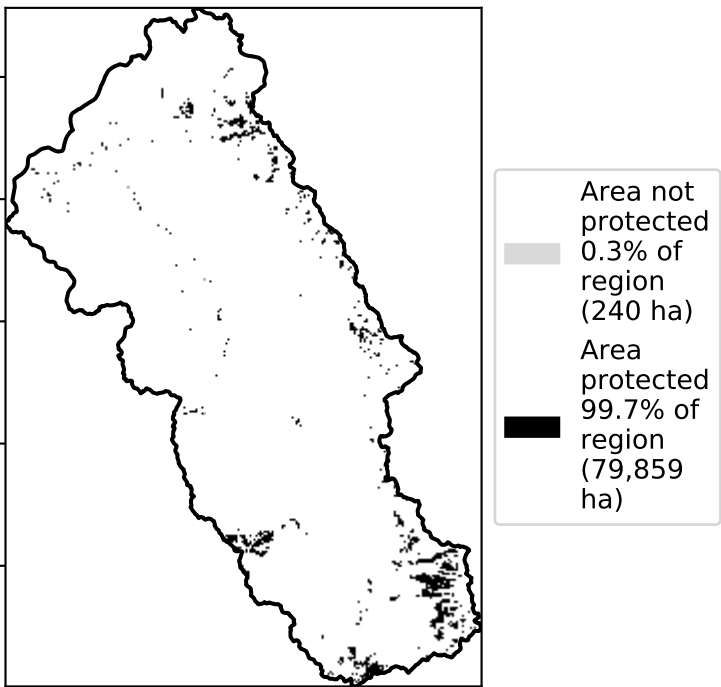 Area not
protected
0.3% of
region
(240 ha)
Area
protected
99.7% of
region
(79,859
ha)